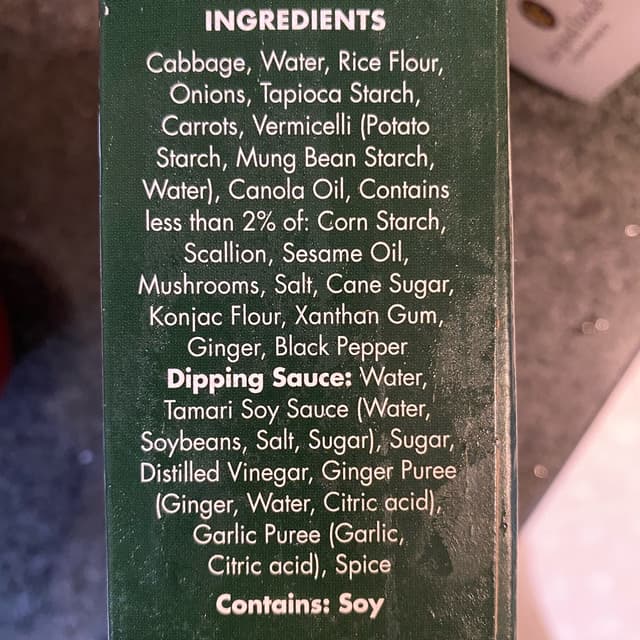 INGREDIENTS
Cabbage, Water, Rice Flour,
Onions, Tapioca Starch,
Carrots, Vermicelli (Potato
Starch, Mung Bean Starch,
Water), Canola Oil, Contains
less than 2% of: Corn Starch,
Scallion, Sesame Oil,
Mushrooms, Salt, Cane Sugar,
Konjac Flour, Xanthan Gum,
Ginger, Black Pepper
Dipping Sauce: Water,
Tamari Soy Sauce (Water,
Soybeans, Salt, Sugar), Sugar,
Distilled Vinegar, Ginger Puree
(Ginger, Water, Citric acid),
Garlic Puree (Garlic,
Citric acid), Spice
Contains: Soy